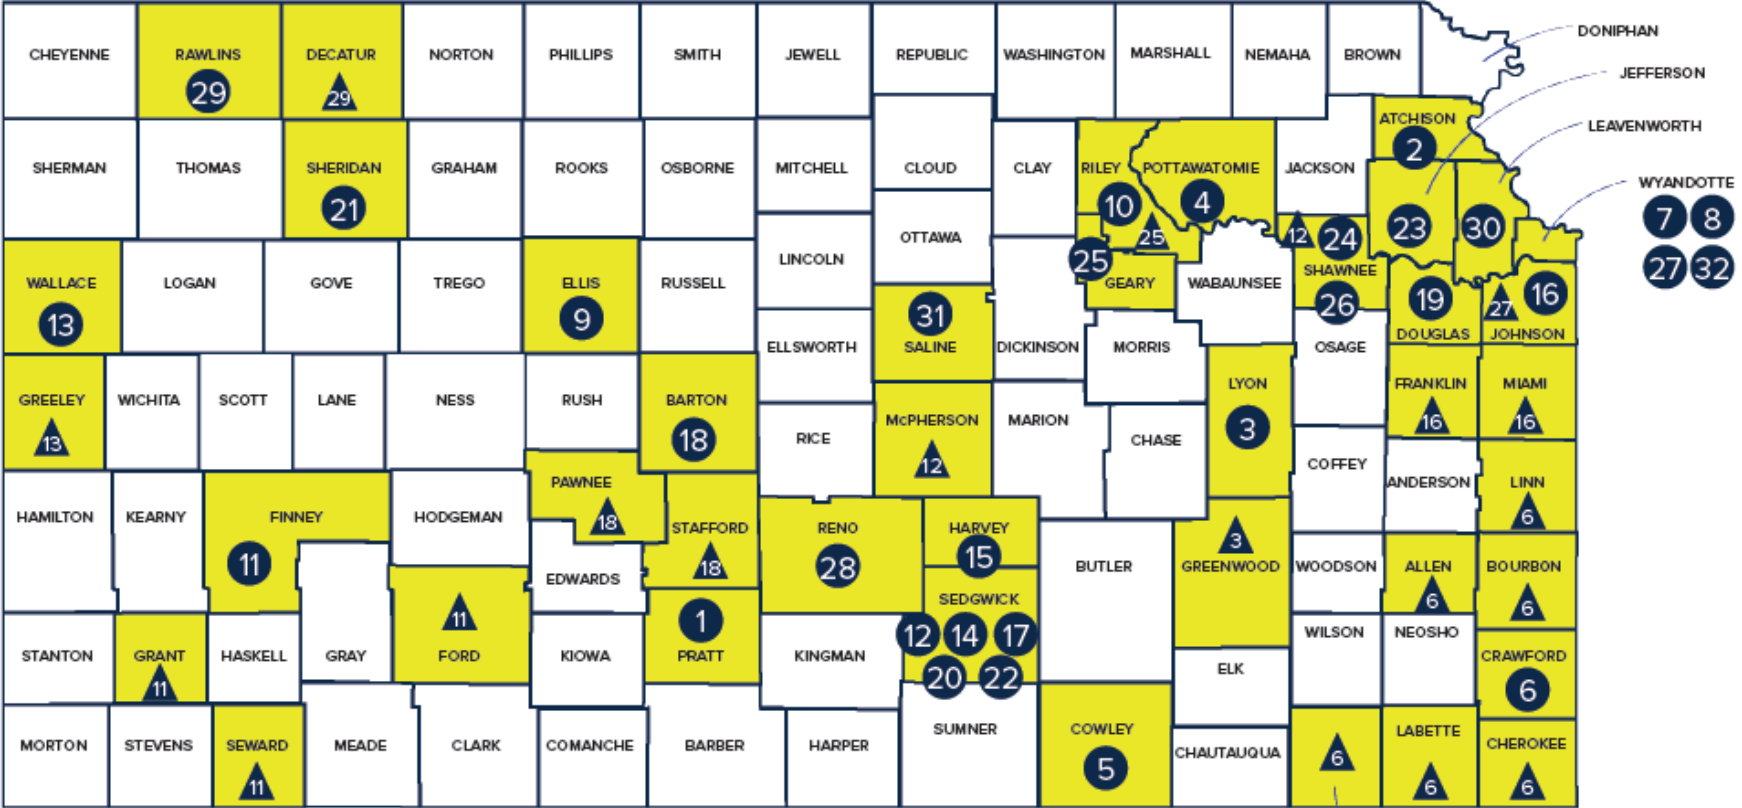 DONIPHAN
CHEYENNE RAWLINS DECATUR NORTON PHILLIPS SMITH JEWELL REPUBLIC WASHINGTON MARSHALL NEMAHA BROWN
JEFFERSON
29 29
ATCHISON LEAVENWORTH
2
SHERMAN THOMAS SHERIDAN GRAHAM ROOKS OSBORNE MITCHELL CLOUD CLAY RILEY POTTAWATOMIE JACKSON
WYANDOTTE
21 10 4 7 8
12 24 23 30
OTTAWA 25
25 27 32
LINCOLN
SHAWNEE
WALLACE LOGAN GOVE TREGO ELLIS RUSSELL GEARY WABAUNSEE
13 9 31 26 19 27 16
DOUGLAS JOHNSON
ELLSWORTH SALINE DICKINSON MORRIS OSAGE
GREELEY WICHITA SCOTT LANE NESS RUSH BARTON LYON FRANKLIN MIAMI
13 18 16 16
McPHERSON MARION 3
RICE CHASE
12
COFFEY
PAWNEE ANDERSON LINN
HAMILTON KEARNY FINNEY HODGEMAN 18 6
STAFFORD RENO HARVEY
3
11 18 28 15
EDWARDS BUTLER GREENWOOD WOODSON ALLEN BOURBON
6 6
SEDGWICK
11 1 12 14 17
WILSON NEOSHO
STANTON GRANT HASKELL GRAY FORD KIOWA PRATT KINGMAN CRAWFORD
11 20 22 ELK 6
SUMNER COWLEY LABETTE
MORTON STEVENS SEWARD MEADE CLARK COMANCHE BARBER HARPER CHAUTAUQUA CHEROKEE
11 5 6 6 6